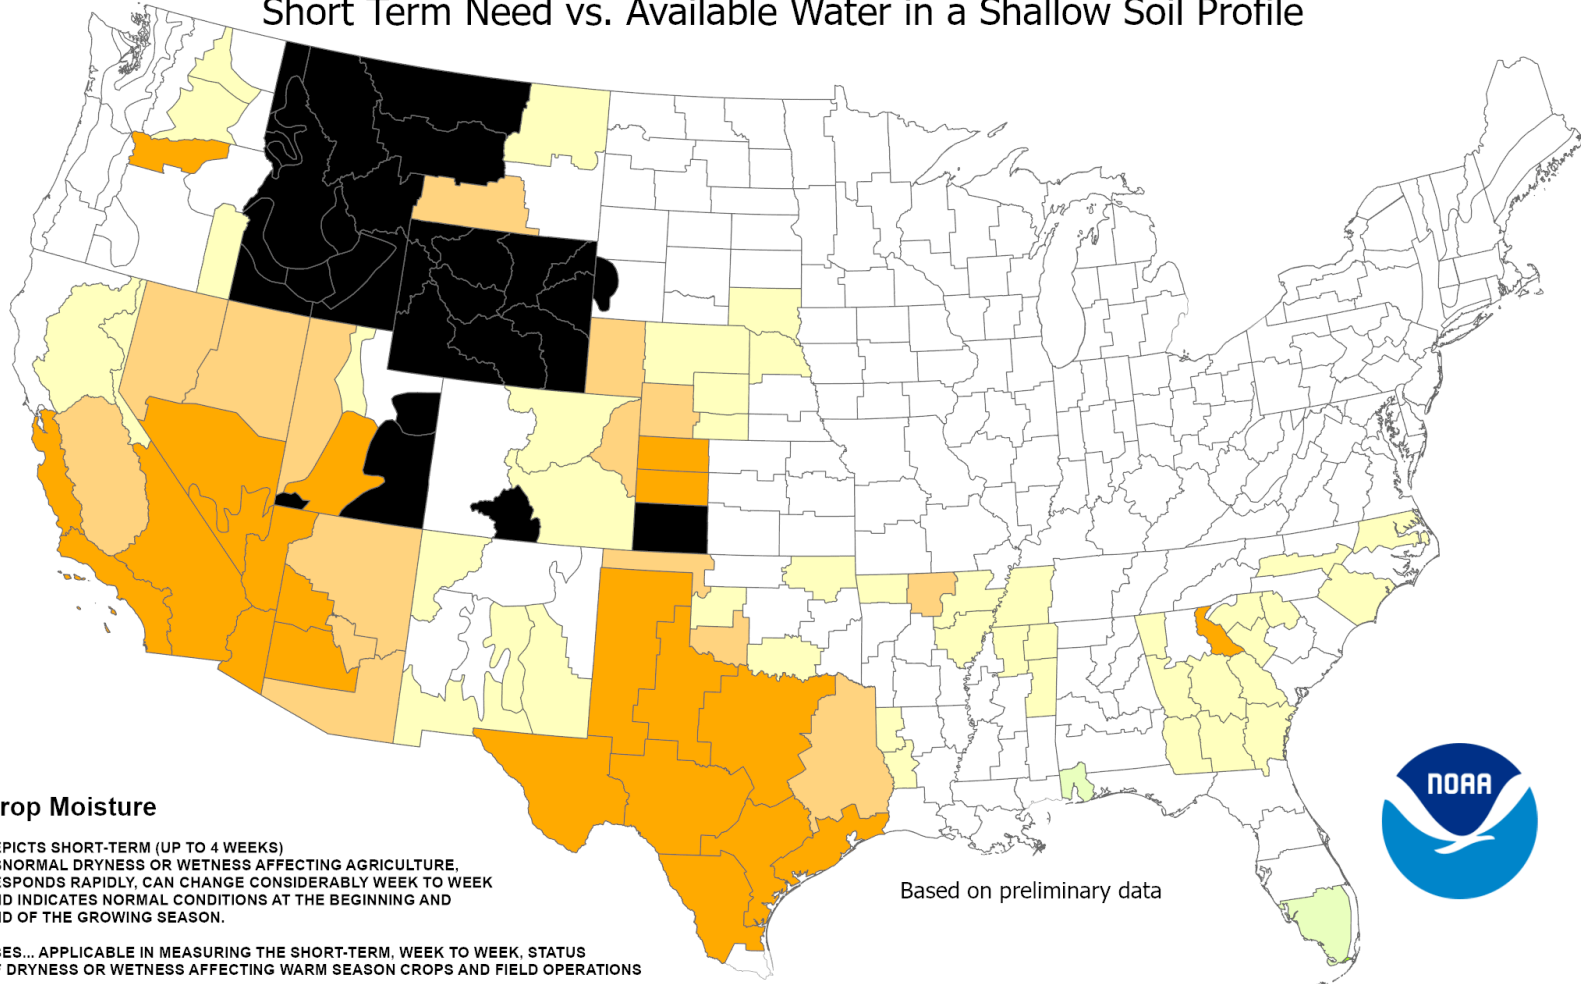 Short Term Need vs. Available Water in a Shallow Soil Profile
rop Moisture
EPICTS SHORT-TERM (UP TO 4 WEEKS)
BNORMAL DRYNESS OR WETNESS AFFECTING AGRICULTURE,
ESPONDS RAPIDLY, CAN CHANGE CONSIDERABLY WEEK TO WEEK
ND INDICATES NORMAL CONDITIONS AT THE BEGINNING AND
ND OF THE GROWING SEASON.
SES... APPLICABLE IN MEASURING THE SHORT-TERM, WEEK TO WEEK, STATUS
F DRYNESS OR WETNESS AFFECTING WARM SEASON CROPS AND FIELD OPERATIONS
Based on preliminary data
NOAA